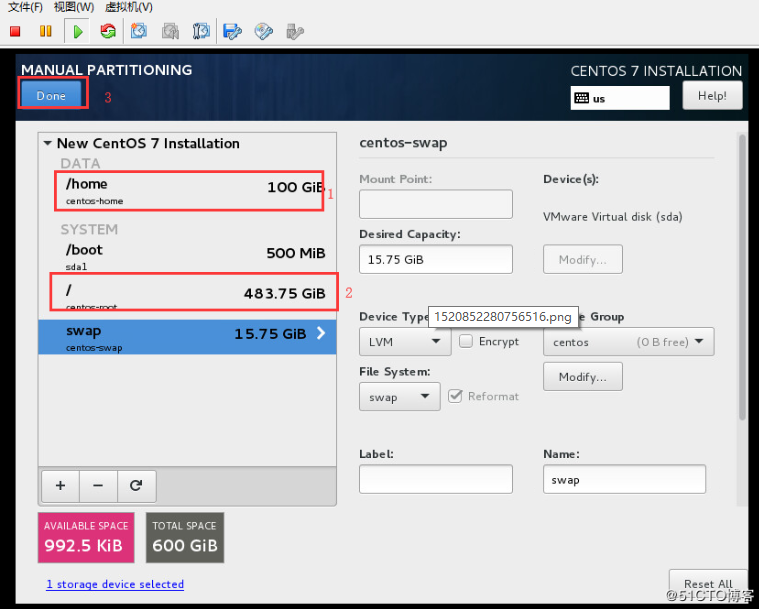 文件(F) 视图(W) 虚拟机(V)
MANUAL PARTITIONING
CENTOS 7 INSTALLATION
Done
3
us
Help!
New CentOS 7 Installation
centos-swap
DATA
/home
100 GiB
1
centos-home
Mount Point:
Device(s):
SYSTEM
/boot
500 MiB
sda1
VMware Virtual disk (sda)
Desired Capacity:
15.75 GiB
Modify...
/
483.75 GiB
2
centos-root
swap
15.75 GiB
centos-swap
Device Type
1520852280756516.png
Group
LVM
Encrypt
centos (0 B free)
File System:
Modify...
swap
Reformat
Label:
Name:
swap
AVAILABLE SPACE
992.5 KiB
TOTAL SPACE
600 GiB
1 storage device selected
Reset All
@51CTO博客